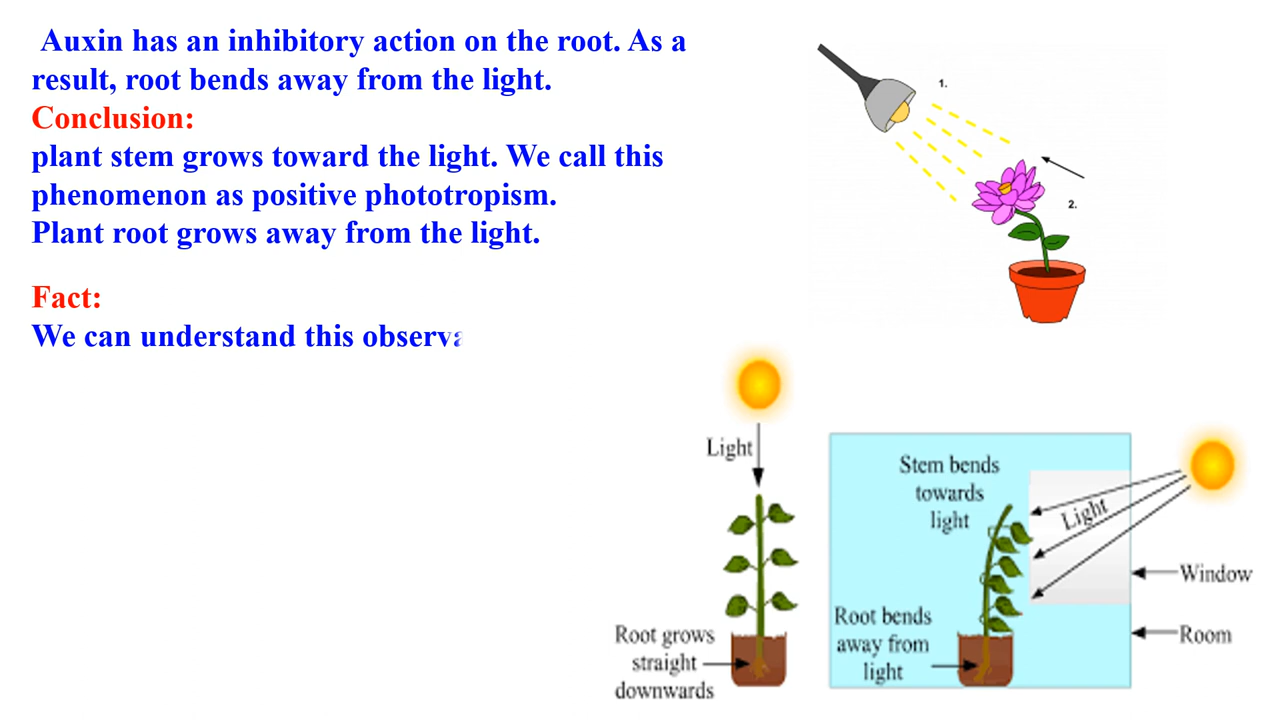 Auxin has an inhibitory action on the root. As a
result, root bends away from the light.
Conclusion:
plant stem grows toward the light. We call this
phenomenon as positive phototropism.
Plant root grows away from the light.
Fact:
We can understand this
1.
2.
Light
Root grows
straight
downwards
Stem bends
towards
light
Light
Root bends
away from
light
Window
Room